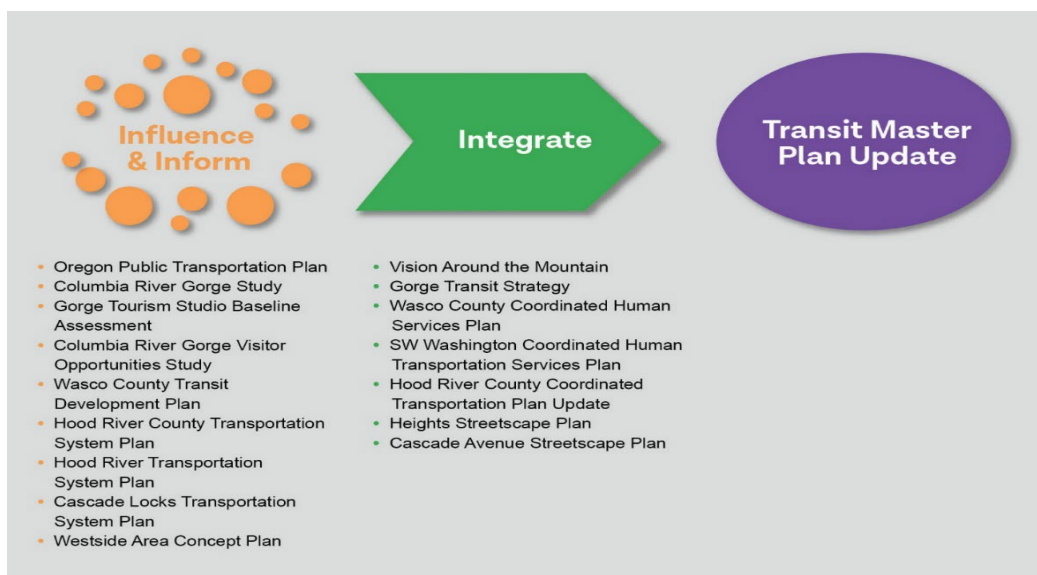 Influence
& Inform
Integrate
Transit Master
Plan Update
• Oregon Public Transportation Plan
• Columbia River Gorge Study
• Gorge Tourism Studio Baseline
Assessment
• Columbia River Gorge Visitor
Opportunities Study
• Wasco County Transit
Development Plan
• Hood River County Transportation
System Plan
• Hood River Transportation
System Plan
• Cascade Locks Transportation
System Plan
• Westside Area Concept Plan
• Vision Around the Mountain
• Gorge Transit Strategy
• Wasco County Coordinated Human
Services Plan
• SW Washington Coordinated Human
Transportation Services Plan
• Hood River County Coordinated
Transportation Plan Update
• Heights Streetscape Plan
• Cascade Avenue Streetscape Plan